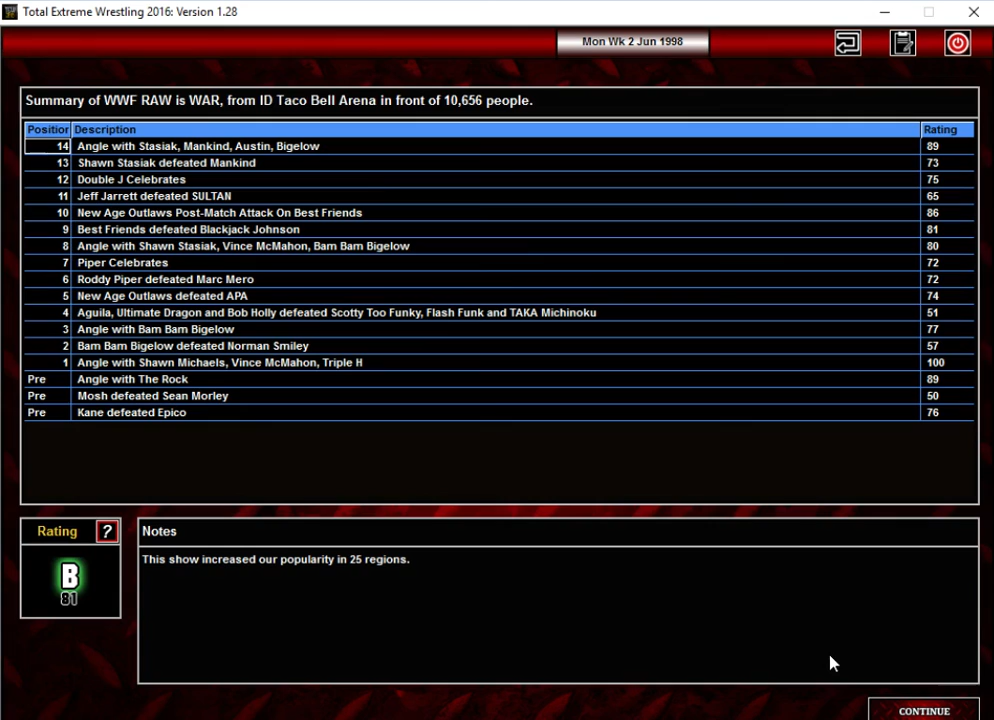 Total Extreme Wrestling 2016: Version 1.28
Mon Wk 2 Jun 1998
Summary of WWF RAW is WAR, from ID Taco Bell Arena in front of 10,656 people.
Position Description Rating
14 Angle with Stasiak, Mankind, Austin, Bigelow 89
13 Shawn Stasiak defeated Mankind 73
12 Double J Celebrates 75
11 Jeff Jarrett defeated SULTAN 65
10 New Age Outlaws Post-Match Attack On Best Friends 86
9 Best Friends defeated Blackjack Johnson 81
8 Angle with Shawn Stasiak, Vince McMahon, Bam Bam Bigelow 80
7 Piper Celebrates 72
6 Roddy Piper defeated Marc Mero 72
5 New Age Outlaws defeated APA 74
4 Aguila, Ultimate Dragon and Bob Holly defeated Scotty Too Funky, Flash Funk and TAKA Michinoku 51
3 Angle with Bam Bam Bigelow 77
2 Bam Bam Bigelow defeated Norman Smiley 57
1 Angle with Shawn Michaels, Vince McMahon, Triple H 100
Pre Angle with The Rock 89
Pre Mosh defeated Sean Morley 50
Pre Kane defeated Epico 76
Rating ? Notes
This show increased our popularity in 25 regions.
B
81
CONTINUE